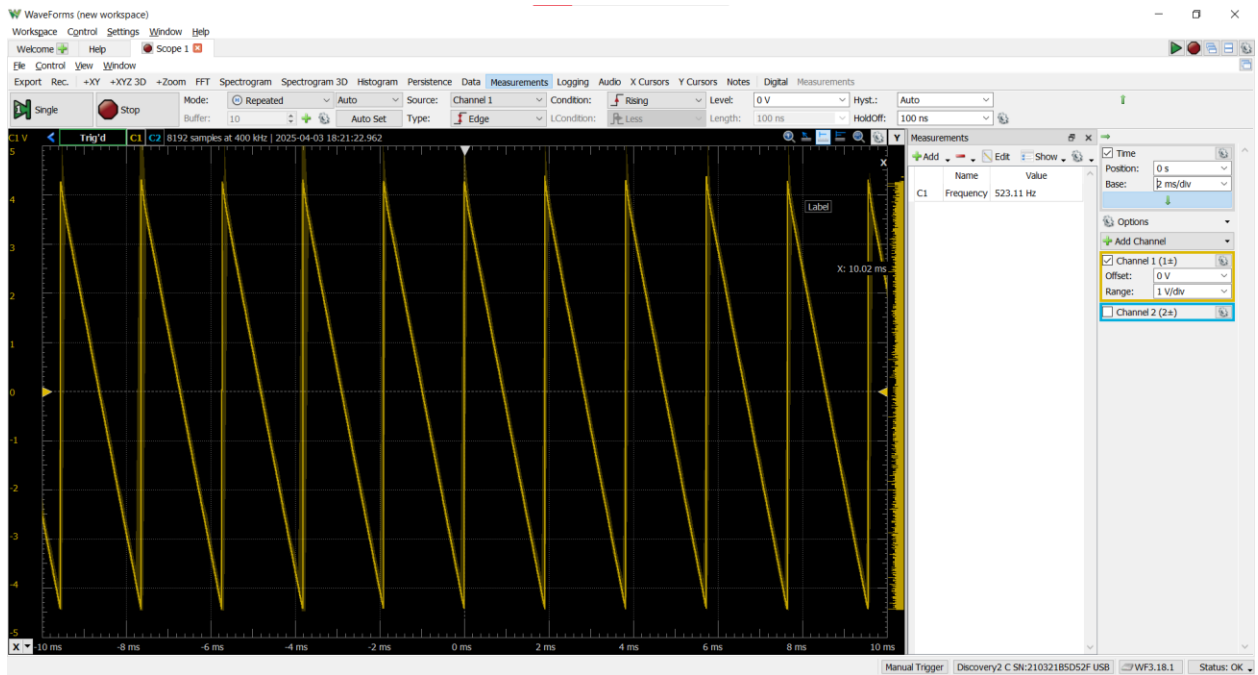 WaveForms (new workspace)
Workspace Control Settings Window Help
Welcome Help Scope 1
File Control View Window
Export Rec. +XY +XYZ 3D +Zoom FFT Spectrogram Spectrogram 3D Histogram Persistence Data Measurements Logging Audio X Cursors Y Cursors Notes Digital Measurements
Single Stop Mode: Repeated Auto Source: Channel 1 Condition: Rising Level: 0 V Hyst.: Auto
Buffer: 10 Auto Set Type: Edge LCondition: Less Length: 100 ns HoldOff: 100 ns
C1 V Trig'd C1 C2 8192 samples at 400 kHz | 2025-04-03 18:21:22.962 Y
X
Label
X: 10.02 ms
5
4
3
2
1
0
-1
-2
-3
-4
-5
X -10 ms -8 ms -6 ms -4 ms -2 ms 0 ms 2 ms 4 ms 6 ms 8 ms 10 ms
Measurements
Add Edit Show
Name Value
C1 Frequency 523.11 Hz
Time
Position: 0 s
Base: 2 ms/div
Options
Add Channel
Channel 1 (1±)
Offset: 0 V
Range: 1 V/div
Channel 2 (2±)
Manual Trigger Discovery2 C SN:210321B5D52F USB WF3.18.1 Status: OK